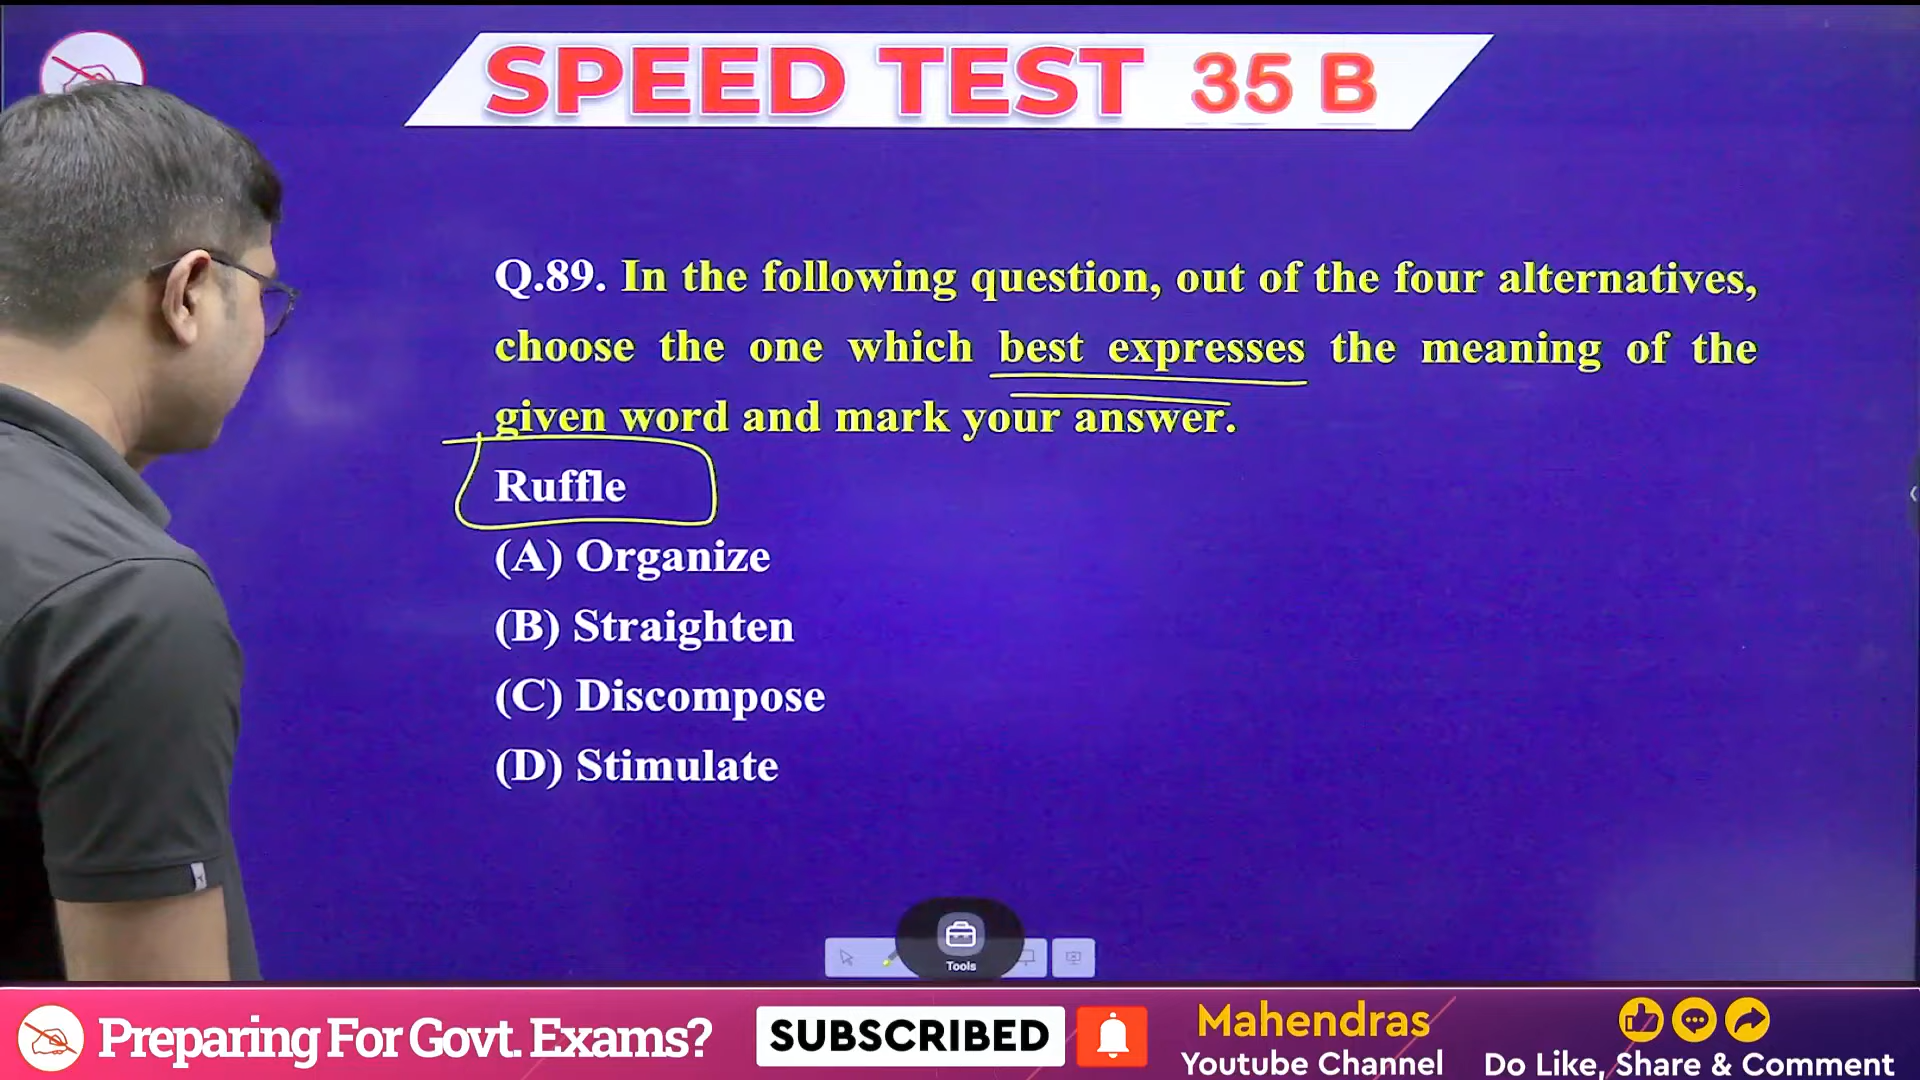 SPEED TEST 35 B
Q.89. In the following question, out of the four alternatives,
choose the one which best expresses the meaning of the
given word and mark your answer.
Ruffle
(A) Organize
(B) Straighten
(C) Discompose
(D) Stimulate
Tools
Preparing For Govt. Exams?
SUBSCRIBED
Mahendras
Youtube Channel
Do Like, Share & Comment